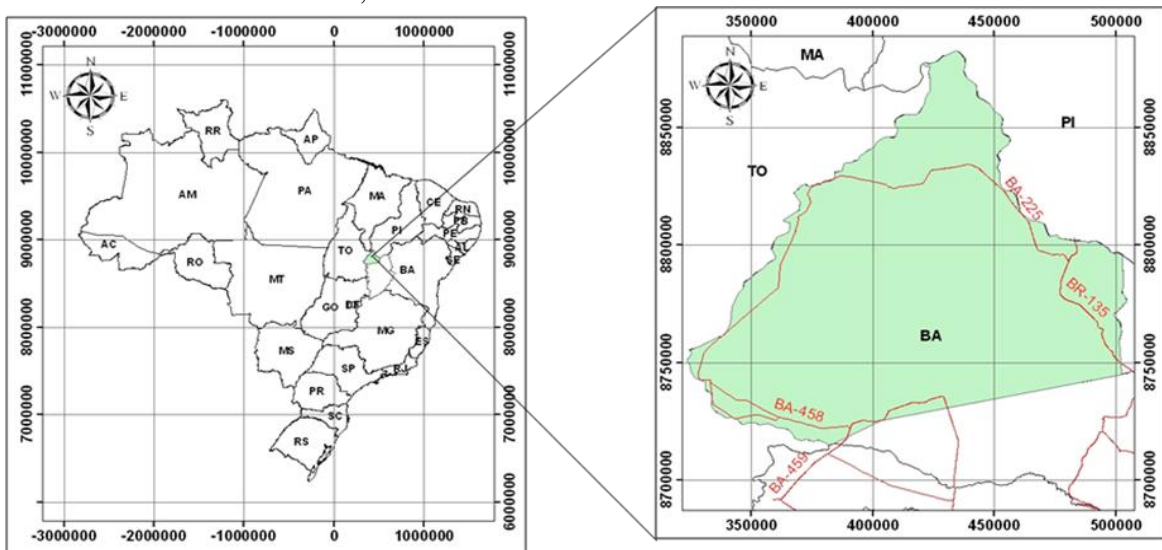 -3000000 -2000000 -1000000 0 1000000
11000000
10000000
9000000
8000000
7000000
6000000
N
W E
S
RR
AP
AM
PA
MA
CE
RN
PB
PI
PE
AL
SE
AC
TO
RO
BA
MT
GO
DF
MG
ES
MS
SP
RJ
PR
SC
RS
11000000
10000000
9000000
8000000
7000000
6000000
-3000000 -2000000 -1000000 0 1000000
350000 400000 450000 500000
8850000
8800000
8750000
8700000
N
W E
S
MA
PI
TO
BA-225
BR-135
BA
BA-458
BA-459
8850000
8800000
8750000
8700000
350000 400000 450000 500000